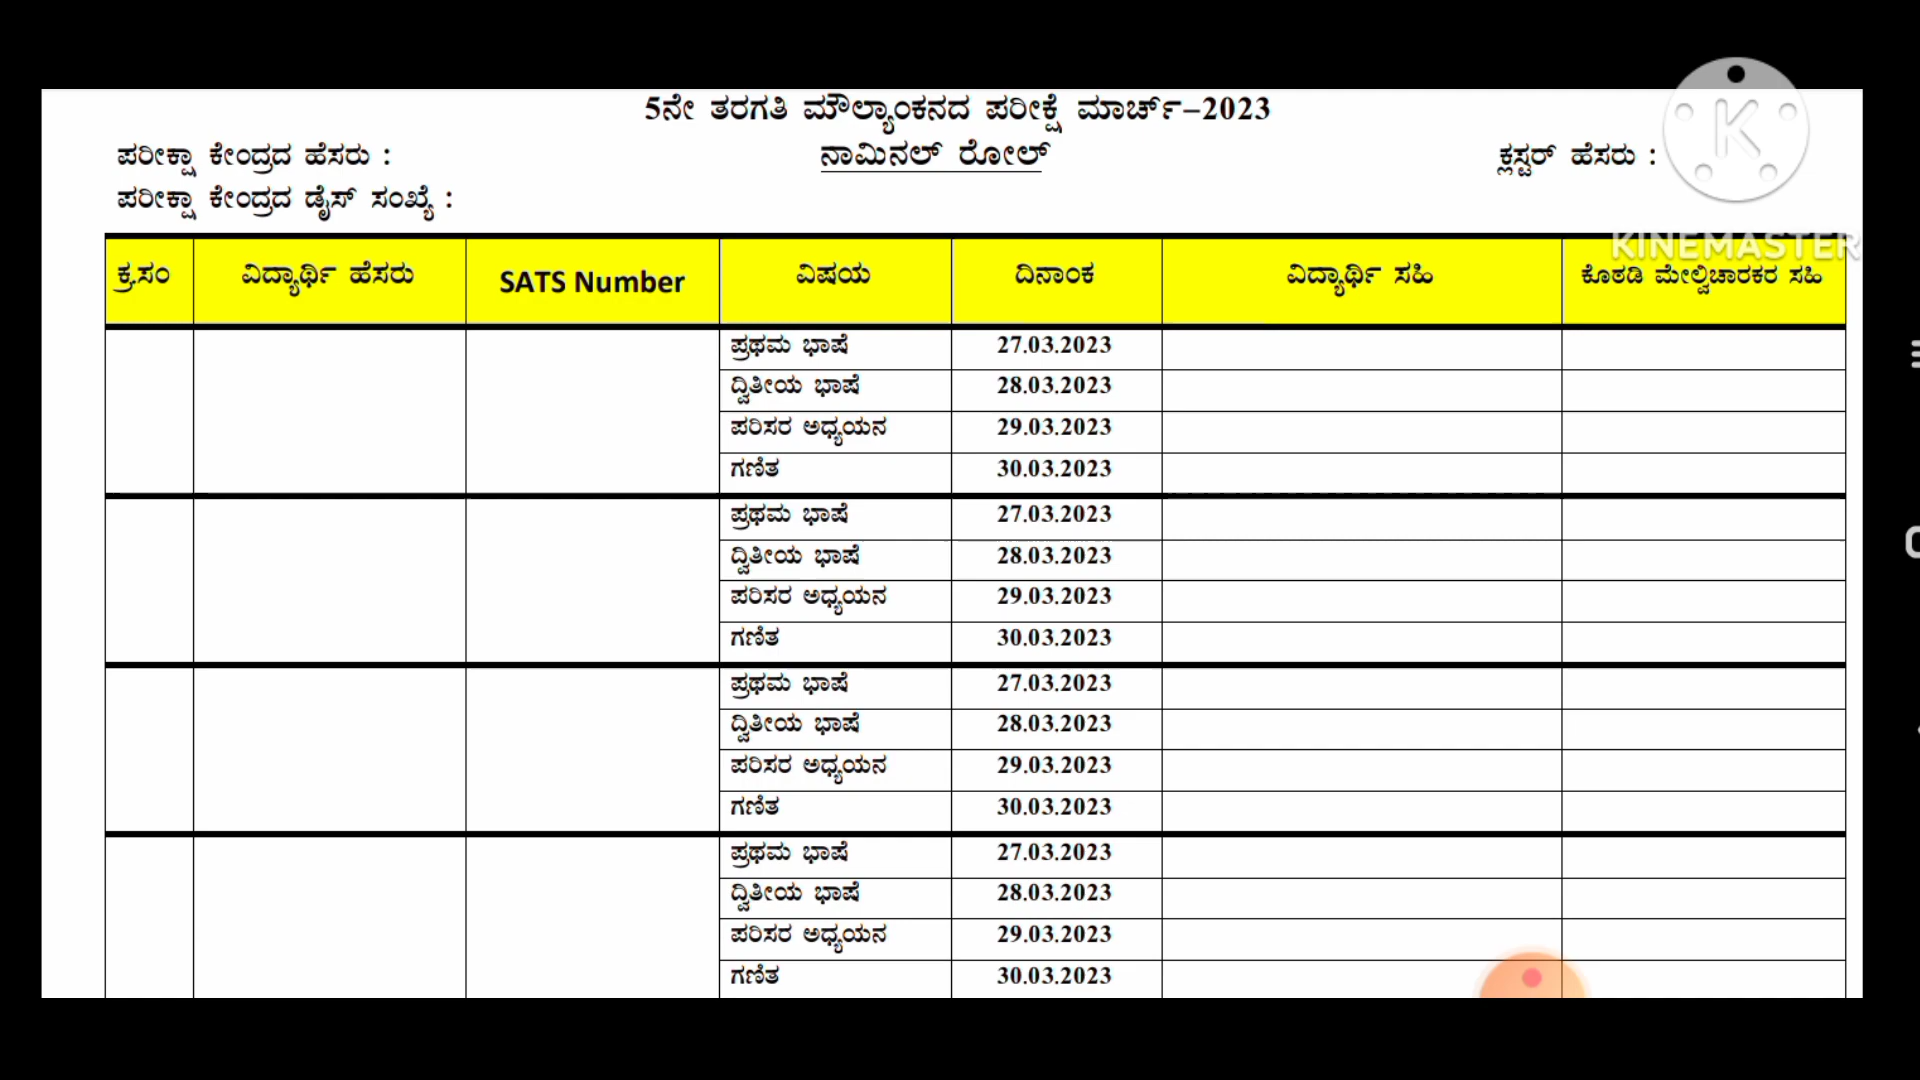 5ನೇ ತರಗತಿ ಮೌಲ್ಯಾಂಕನದ ಪರೀಕ್ಷೆ ಮಾರ್ಚ್-2023
ಪರೀಕ್ಷಾ ಕೇಂದ್ರದ ಹೆಸರು : ನಾಮಿನಲ್ ರೋಲ್ ಕ್ಲಸ್ಟರ್ ಹೆಸರು :
ಪರೀಕ್ಷಾ ಕೇಂದ್ರದ ಡೈಸ್ ಸಂಖ್ಯೆ :
KINEMASTER
ಕ್ರ.ಸಂ ವಿದ್ಯಾರ್ಥಿ ಹೆಸರು SATS Number ವಿಷಯ ದಿನಾಂಕ ವಿದ್ಯಾರ್ಥಿ ಸಹಿ ಕೊಠಡಿ ಮೇಲ್ವಿಚಾರಕರ ಸಹಿ
ಪ್ರಥಮ ಭಾಷೆ 27.03.2023
ದ್ವಿತೀಯ ಭಾಷೆ 28.03.2023
ಪರಿಸರ ಅಧ್ಯಯನ 29.03.2023
ಗಣಿತ 30.03.2023
ಪ್ರಥಮ ಭಾಷೆ 27.03.2023
ದ್ವಿತೀಯ ಭಾಷೆ 28.03.2023
ಪರಿಸರ ಅಧ್ಯಯನ 29.03.2023
ಗಣಿತ 30.03.2023
ಪ್ರಥಮ ಭಾಷೆ 27.03.2023
ದ್ವಿತೀಯ ಭಾಷೆ 28.03.2023
ಪರಿಸರ ಅಧ್ಯಯನ 29.03.2023
ಗಣಿತ 30.03.2023
ಪ್ರಥಮ ಭಾಷೆ 27.03.2023
ದ್ವಿತೀಯ ಭಾಷೆ 28.03.2023
ಪರಿಸರ ಅಧ್ಯಯನ 29.03.2023
ಗಣಿತ 30.03.2023